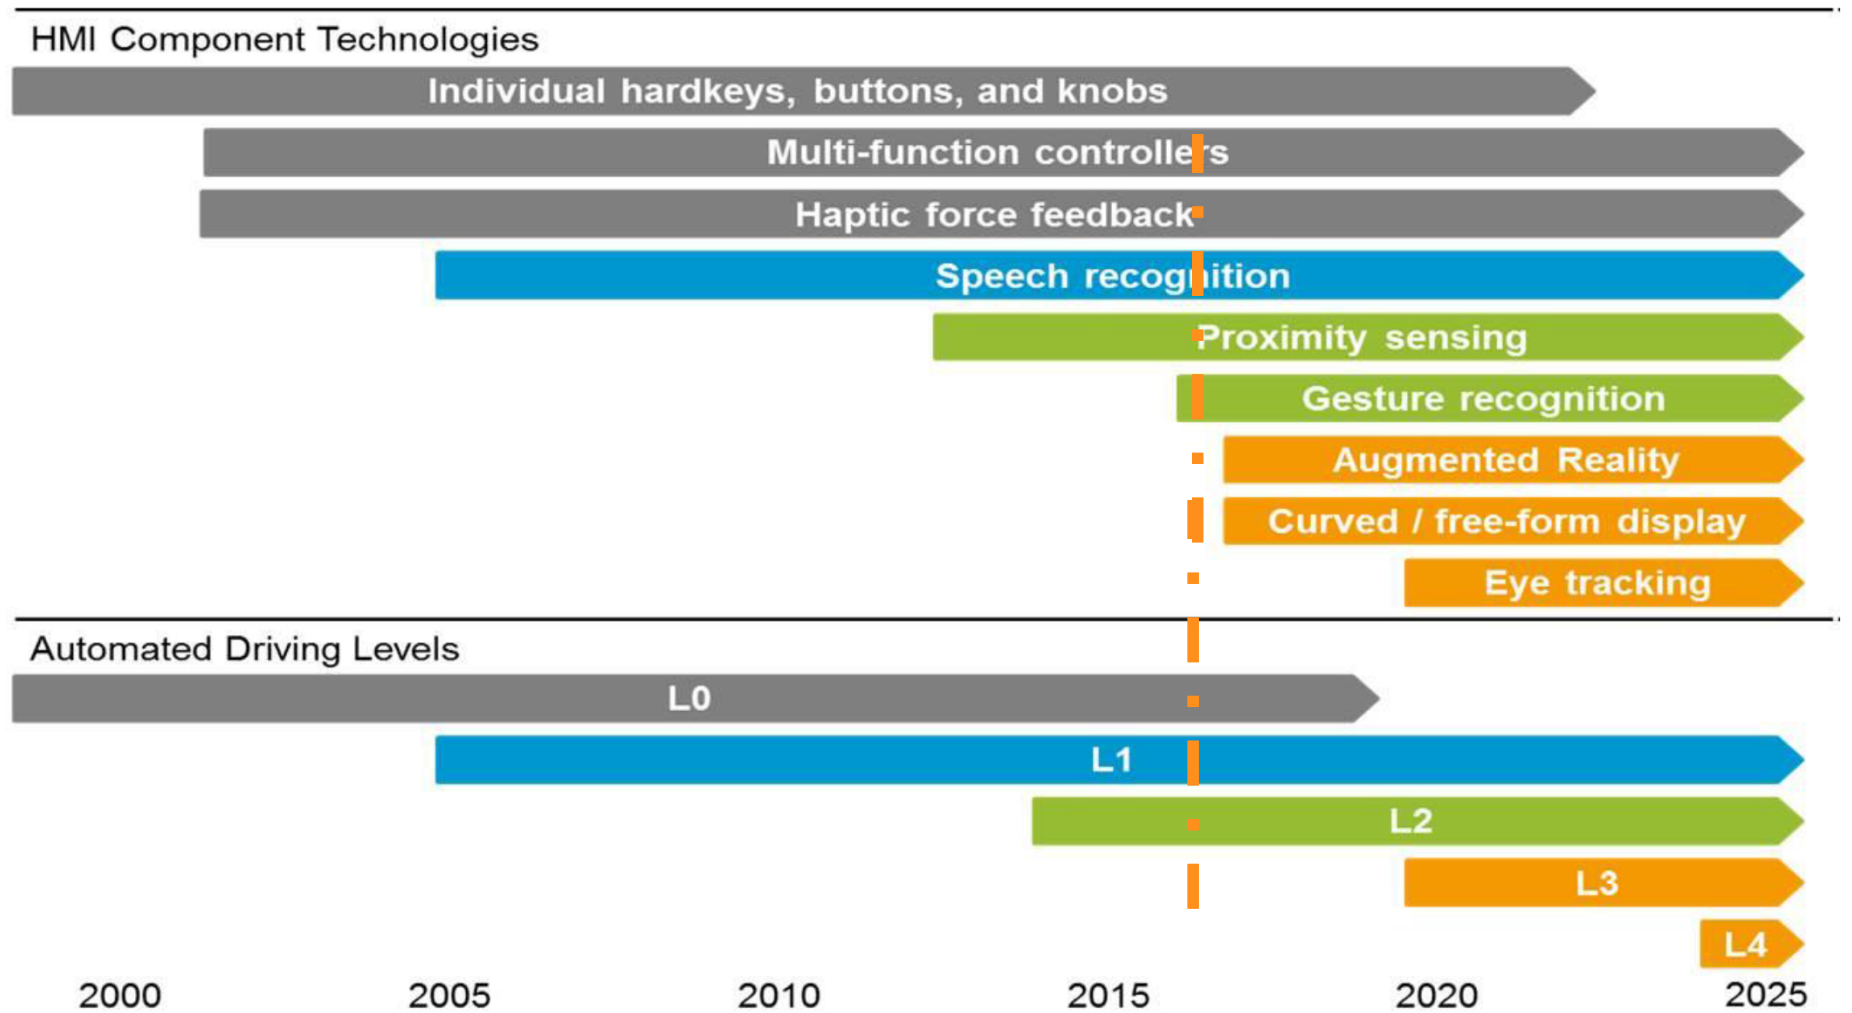 HMI Component Technologies
Individual hardkeys, buttons, and knobs
Multi-function controllers
Haptic force feedback
Speech recognition
Proximity sensing
Gesture recognition
Augmented Reality
Curved / free-form display
Eye tracking
Automated Driving Levels
L0
L1
L2
L3
L4
2000 2005 2010 2015 2020 2025